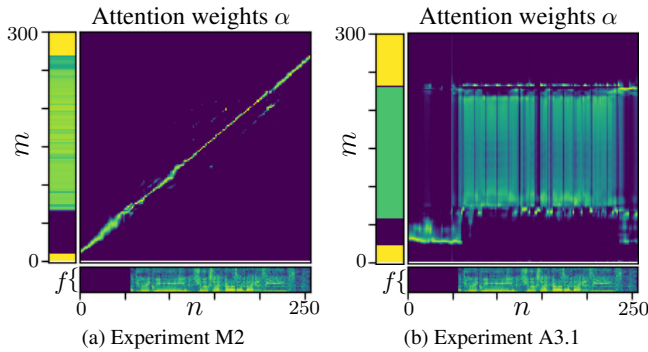 Attention weights α Attention weights α
300 300
m m
0 0
f{ f{
0 n 250 0 n 250
(a) Experiment M2 (b) Experiment A3.1